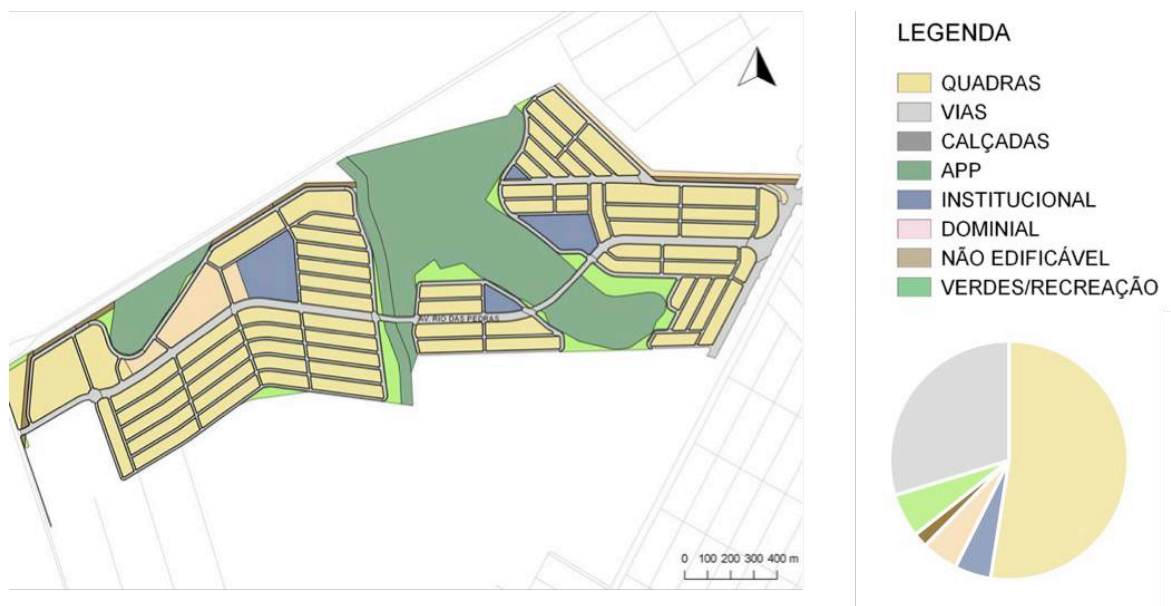 AV. RIO DAS PEDRAS
0 100 200 300 400 m
LEGENDA
QUADRAS
VIAS
CALÇADAS
APP
INSTITUCIONAL
DOMINIAL
NÃO EDIFICÁVEL
VERDES/RECREAÇÃO